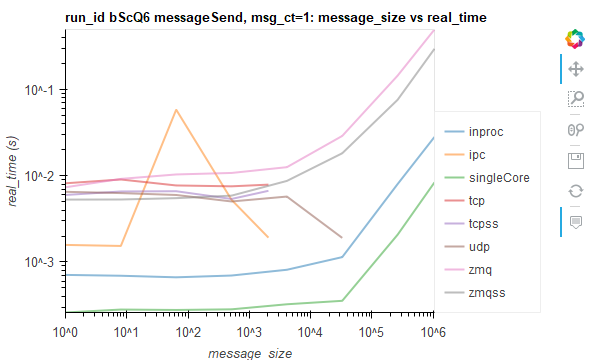 run_id bScQ6 messageSend, msg_ct=1: message_size vs real_time
real_time (s)
10^-1
10^-2
10^-3
10^0
10^1
10^2
10^3
10^4
10^5
10^6
message_size
inproc
ipc
singleCore
tcp
tcpss
udp
zmq
zmqss